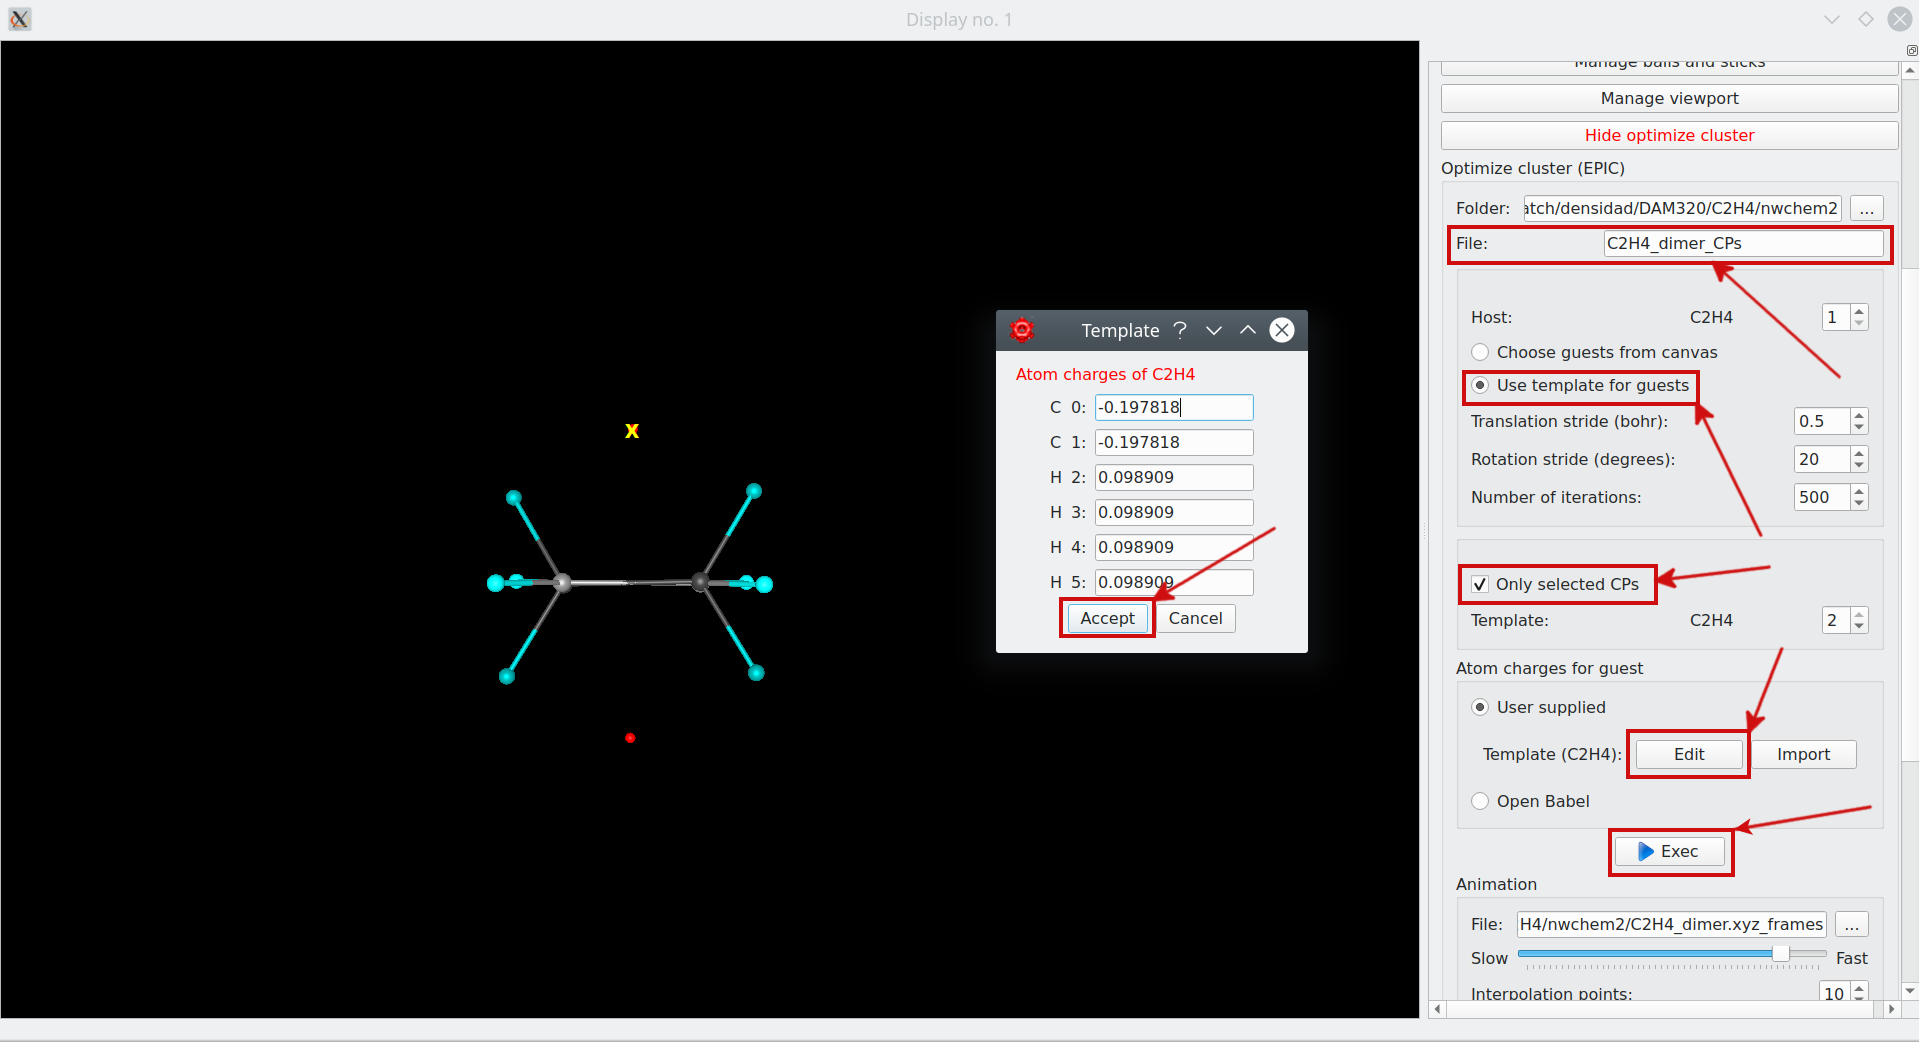 Display no. 1
Manage balls and sticks
Manage viewport
Hide optimize cluster
Optimize cluster (EPIC)
Folder: atch/densidad/DAM320/C2H4/nwchem2 ...
File: C2H4_dimer_CPs
Host: C2H4 1
Choose guests from canvas
Use template for guests
Translation stride (bohr): 0.5
Rotation stride (degrees): 20
Number of iterations: 500
Only selected CPs
Template: C2H4 2
Atom charges for guest
User supplied
Template (C2H4): Edit Import
Open Babel
Exec
Animation
File: H4/nwchem2/C2H4_dimer.xyz_frames ...
Slow Fast
Interpolation points: 10
Template ?
Atom charges of C2H4
C 0: -0.197818
C 1: -0.197818
H 2: 0.098909
H 3: 0.098909
H 4: 0.098909
H 5: 0.098909
Accept Cancel
X